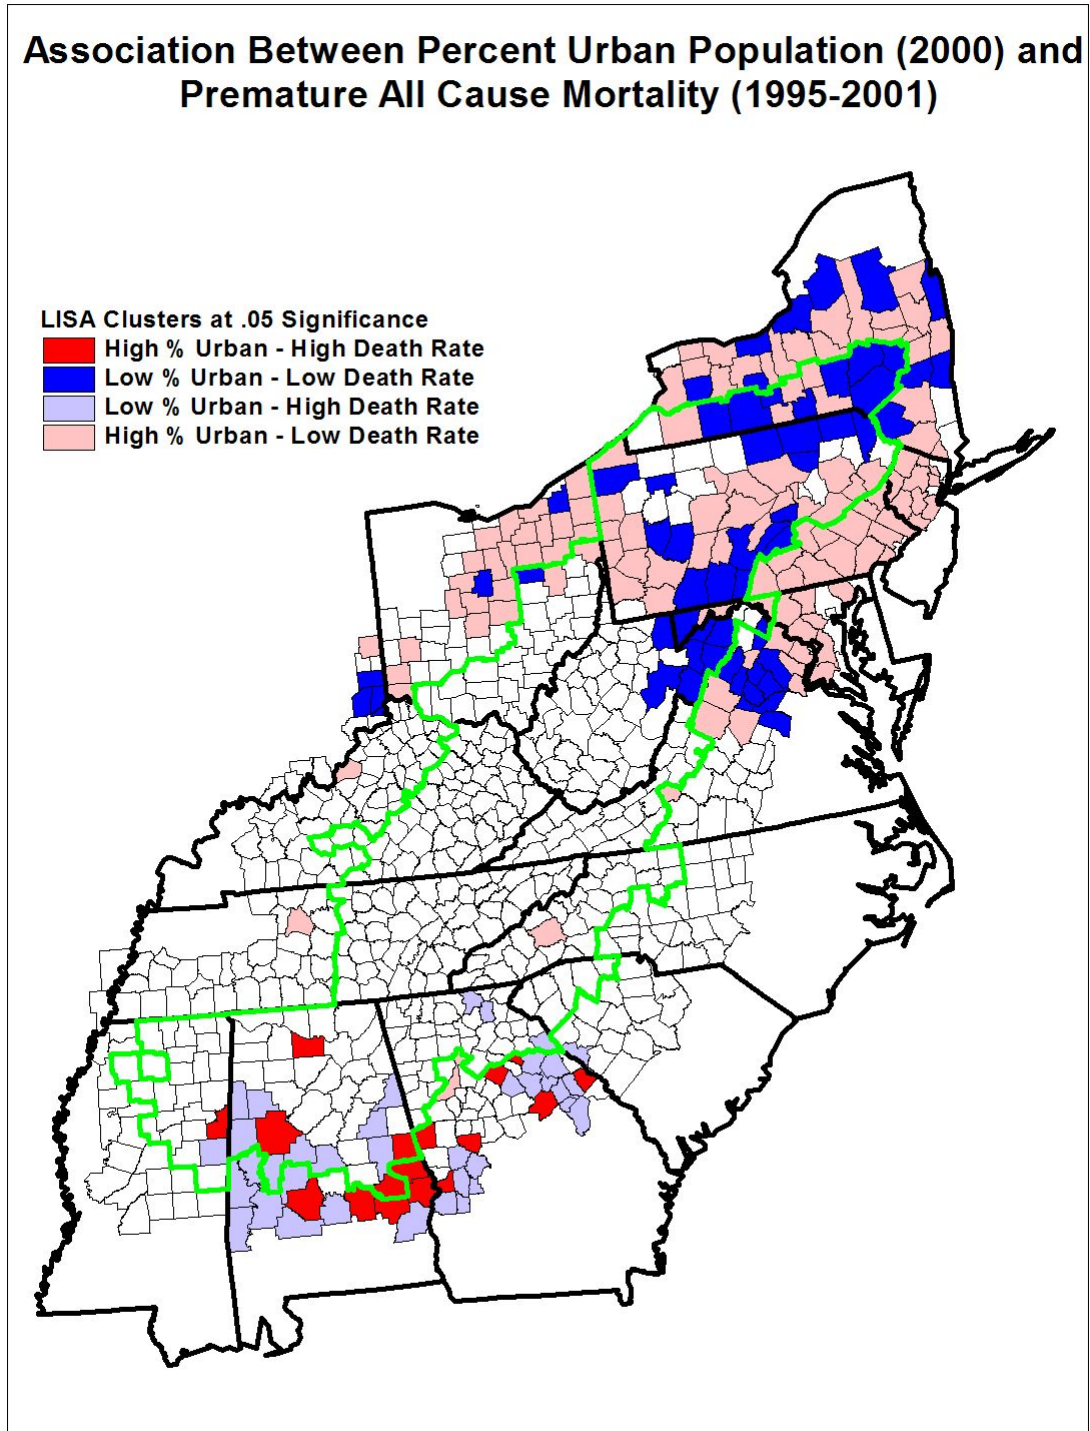 Association Between Percent Urban Population (2000) and
Premature All Cause Mortality (1995-2001)
LISA Clusters at .05 Significance
High % Urban - High Death Rate
Low % Urban - Low Death Rate
Low % Urban - High Death Rate
High % Urban - Low Death Rate